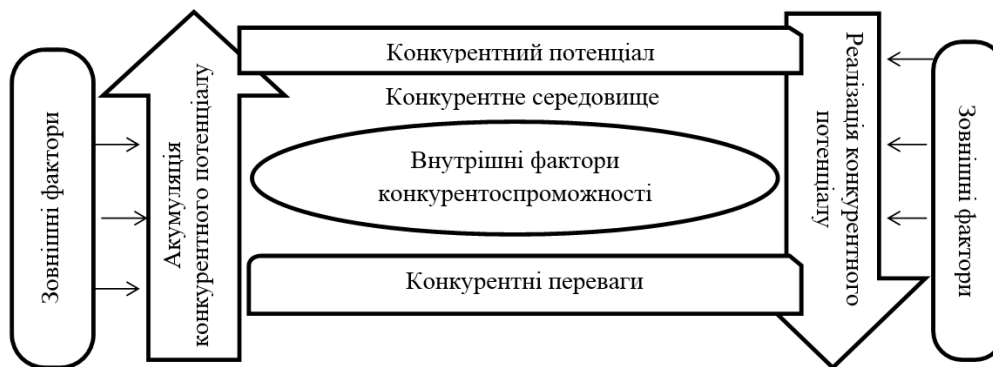 Зовнішні фактори
Акумуляція
конкурентного потенціалу
Конкурентний потенціал
Конкурентне середовище
Внутрішні фактори
конкурентоспроможності
Конкурентні переваги
Реалізація конкурентного
потенціалу
Зовнішні фактори